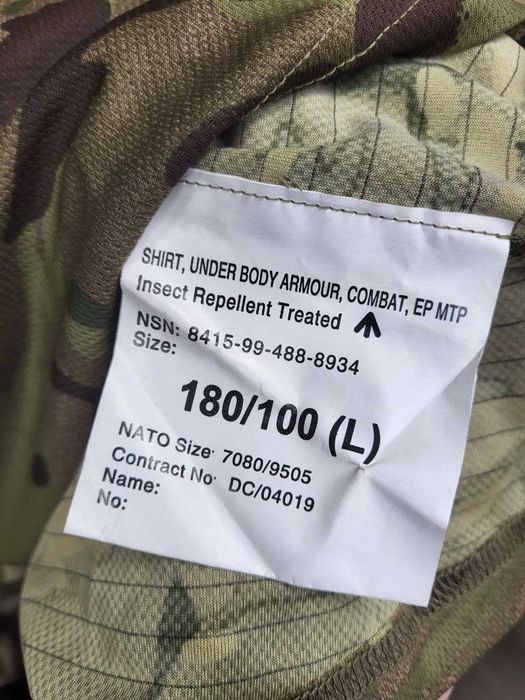 SHIRT, UNDER BODY ARMOUR, COMBAT, EP MTP
Insect Repellent Treated
NSN: 8415-99-488-8934
Size:
180/100 (L)
NATO Size: 7080/9505
Contract No: DC/04019
Name:
No: